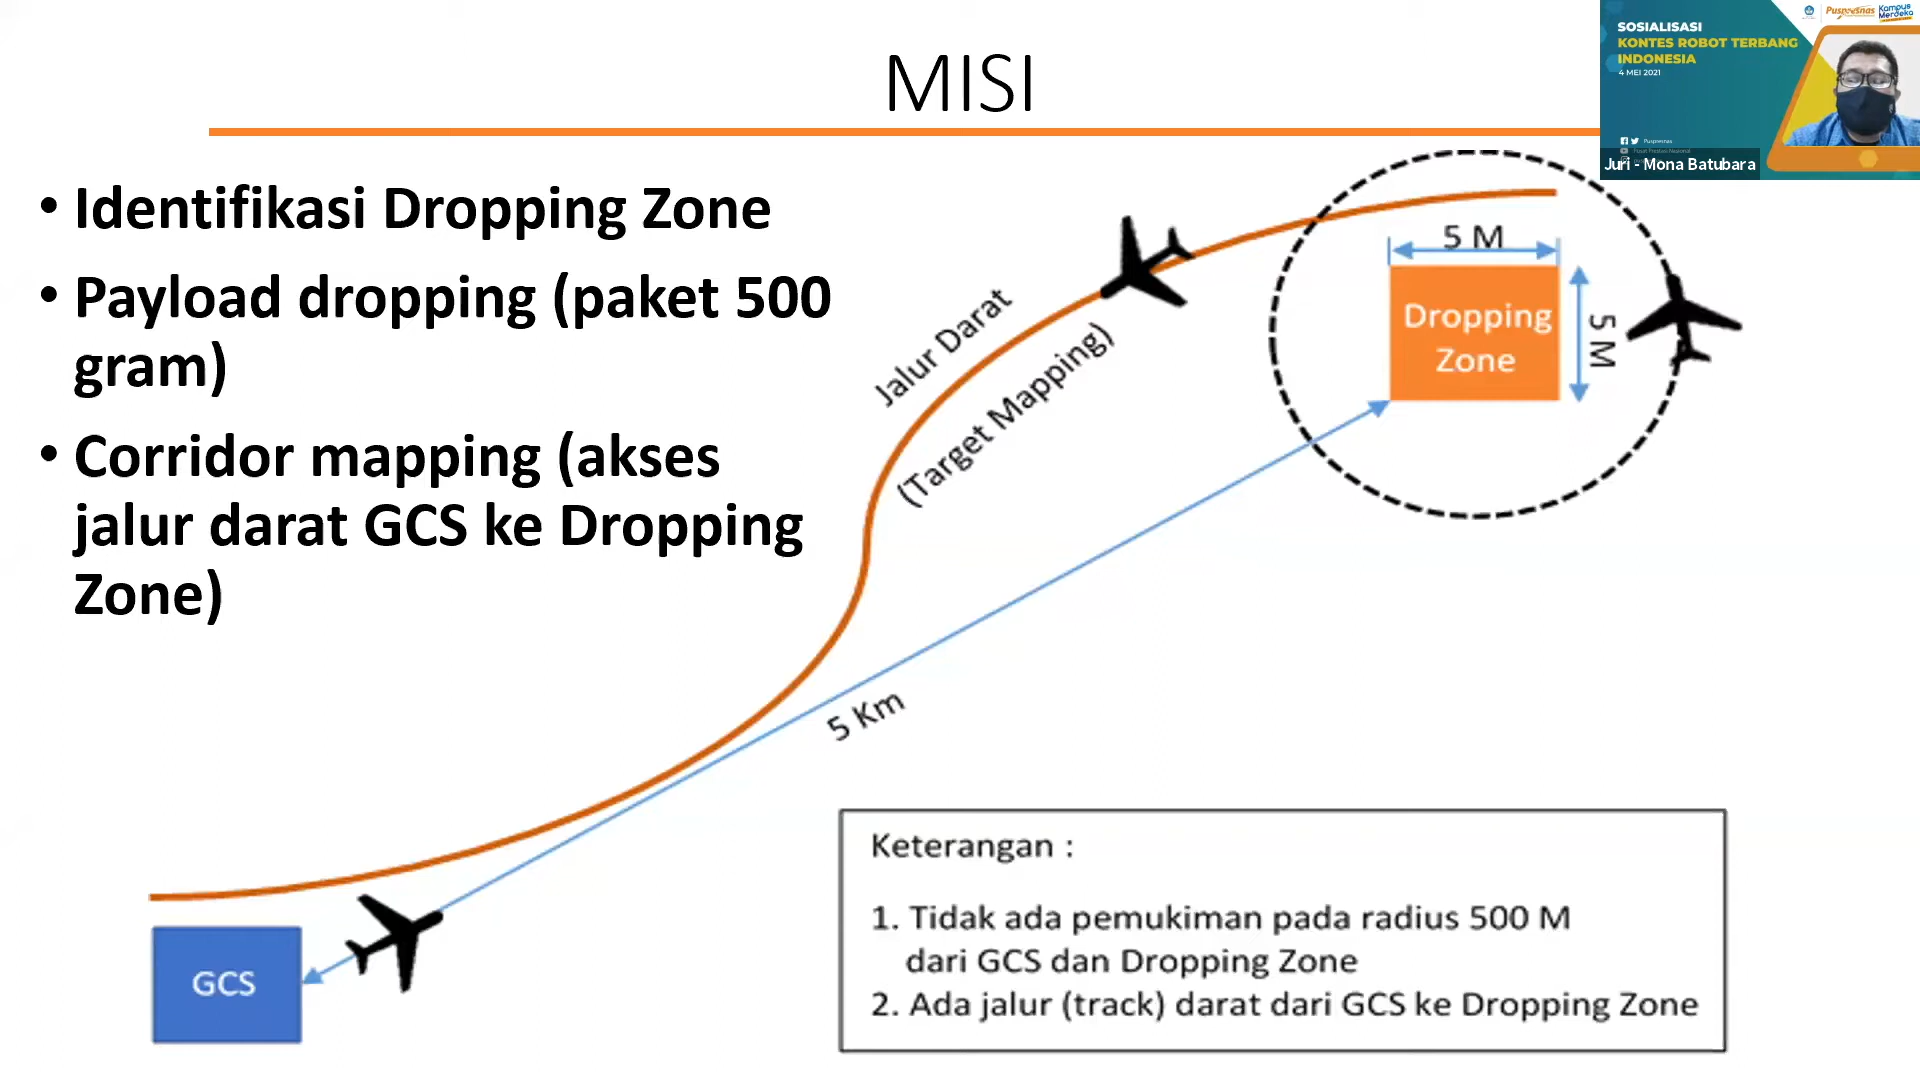 MISI
SOSIALISASI
KONTES ROBOT TERBANG
INDONESIA
4 MEI 2021
Puspresnas
Kampus
Merdeka
Puspresnas
Pusat Prestasi Nasional
Juri - Mona Batubara
• Identifikasi Dropping Zone
• Payload dropping (paket 500
gram)
• Corridor mapping (akses
jalur darat GCS ke Dropping
Zone)
Jalur Darat
(Target Mapping)
5 M
Dropping
Zone
5 M
5 Km
GCS
Keterangan :
1. Tidak ada pemukiman pada radius 500 M
dari GCS dan Dropping Zone
2. Ada jalur (track) darat dari GCS ke Dropping Zone